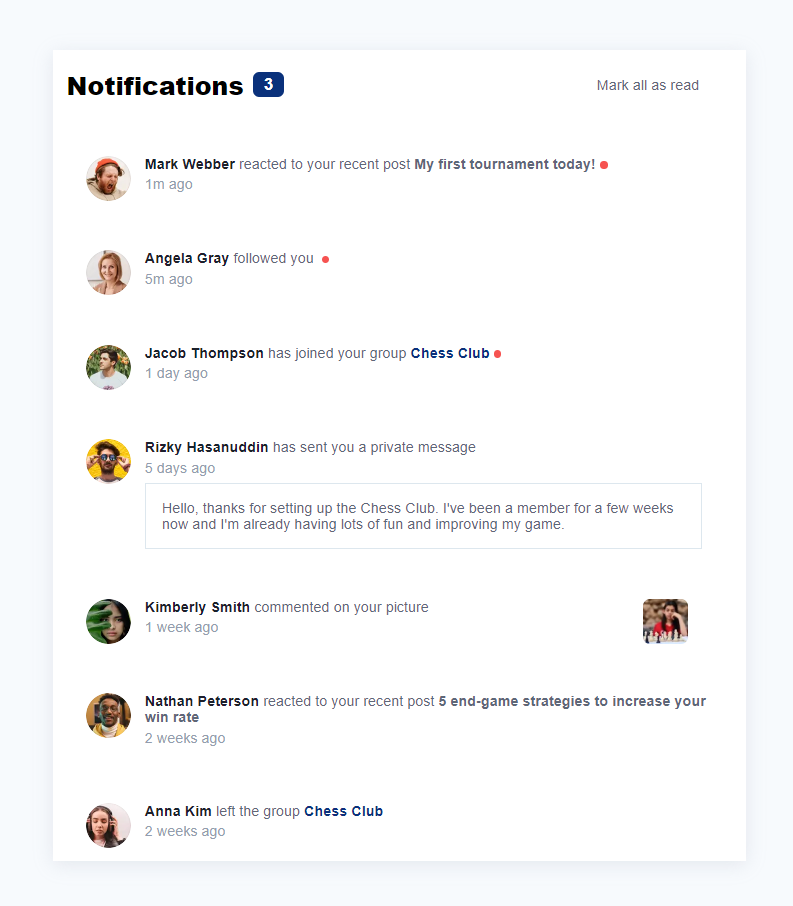 Notifications 3
Mark all as read
Mark Webber reacted to your recent post My first tournament today!
1m ago
Angela Gray followed you
5m ago
Jacob Thompson has joined your group Chess Club
1 day ago
Rizky Hasanuddin has sent you a private message
5 days ago
Hello, thanks for setting up the Chess Club. I've been a member for a few weeks
now and I'm already having lots of fun and improving my game.
Kimberly Smith commented on your picture
1 week ago
Nathan Peterson reacted to your recent post 5 end-game strategies to increase your
win rate
2 weeks ago
Anna Kim left the group Chess Club
2 weeks ago